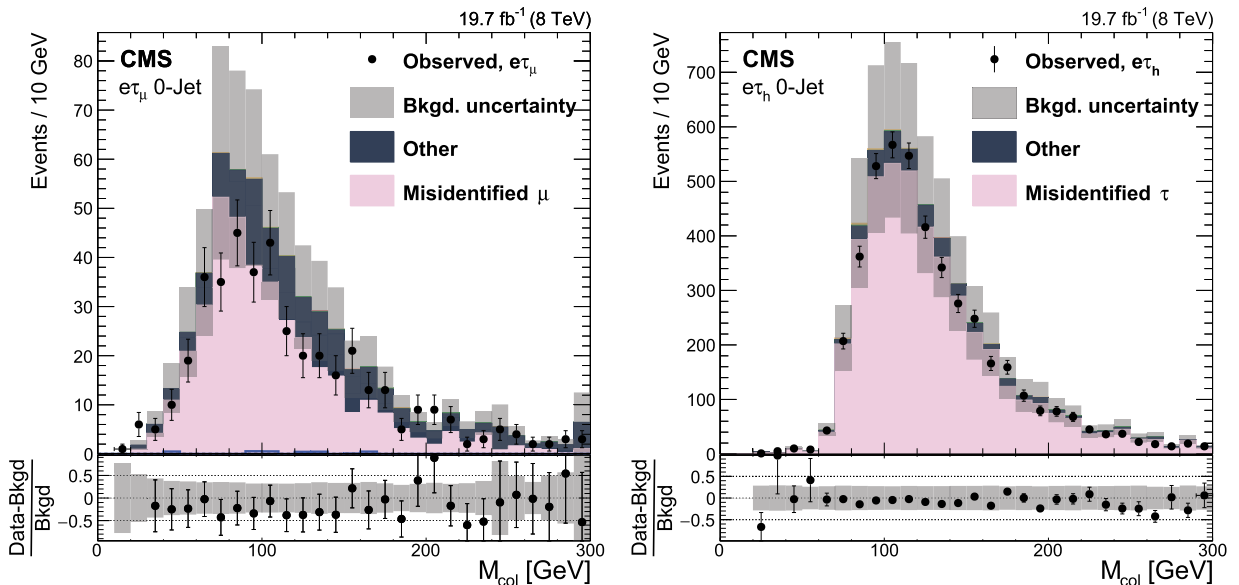 19.7 fb⁻¹ (8 TeV)
CMS
eτμ 0-Jet
Observed, eτμ
Bkgd. uncertainty
Other
Misidentified μ
Events / 10 GeV
80
70
60
50
40
30
20
10
0
Data-Bkgd
Bkgd
0.5
0
−0.5
0 100 200 300
Mcol [GeV]
19.7 fb⁻¹ (8 TeV)
CMS
eτh 0-Jet
Observed, eτh
Bkgd. uncertainty
Other
Misidentified τ
Events / 10 GeV
700
600
500
400
300
200
100
0
Data-Bkgd
Bkgd
0.5
0
−0.5
0 100 200 300
Mcol [GeV]